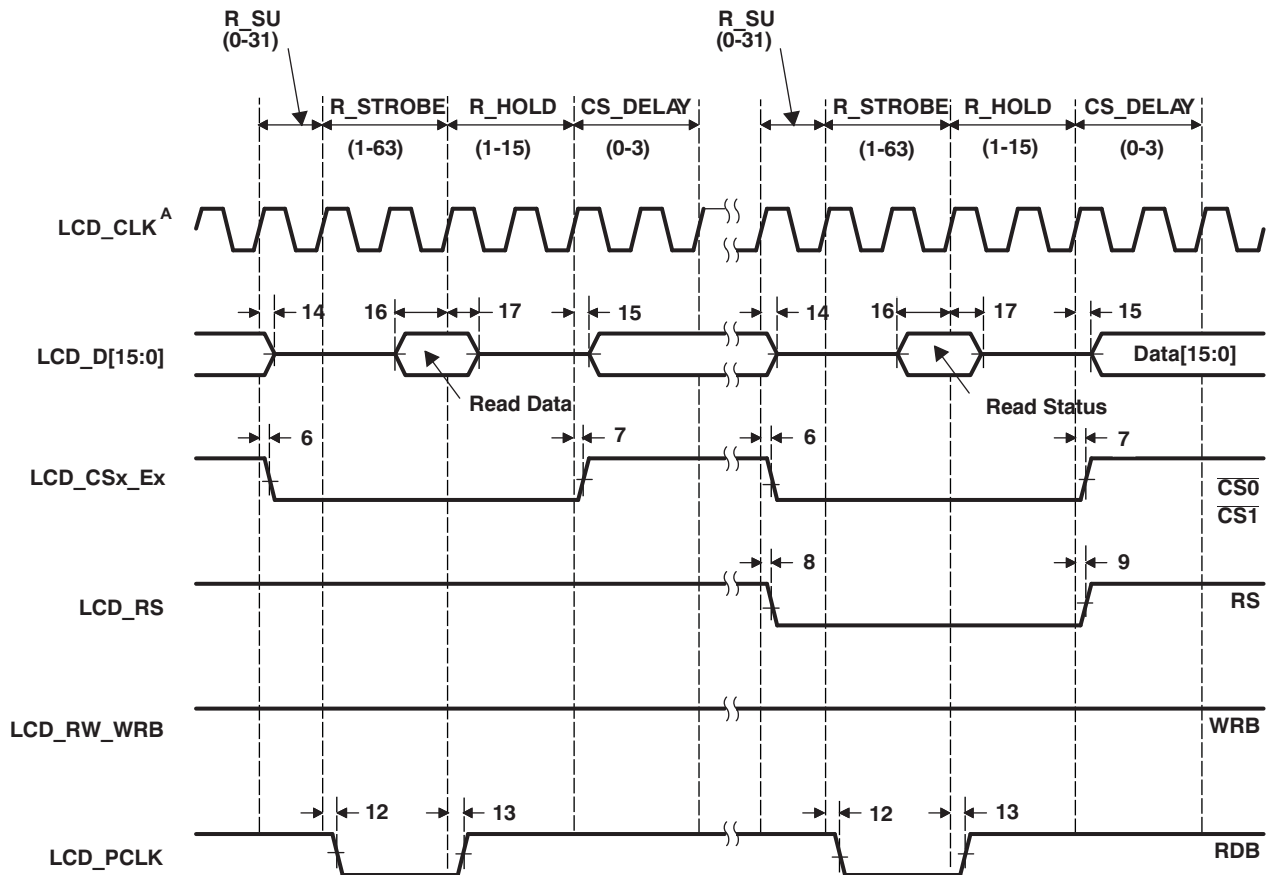 R_SU
(0-31)
R_SU
(0-31)
R_STROBE R_HOLD CS_DELAY R_STROBE R_HOLD CS_DELAY
(1-63) (1-15) (0-3) (1-63) (1-15) (0-3)
LCD_CLK A
14 16 17 15 14 16 17 15
LCD_D[15:0] Data[15:0]
Read Data Read Status
6 7 6 7
LCD_CSx_Ex CS0
CS1
8 9
LCD_RS RS
LCD_RW_WRB WRB
12 13 12 13
LCD_PCLK RDB